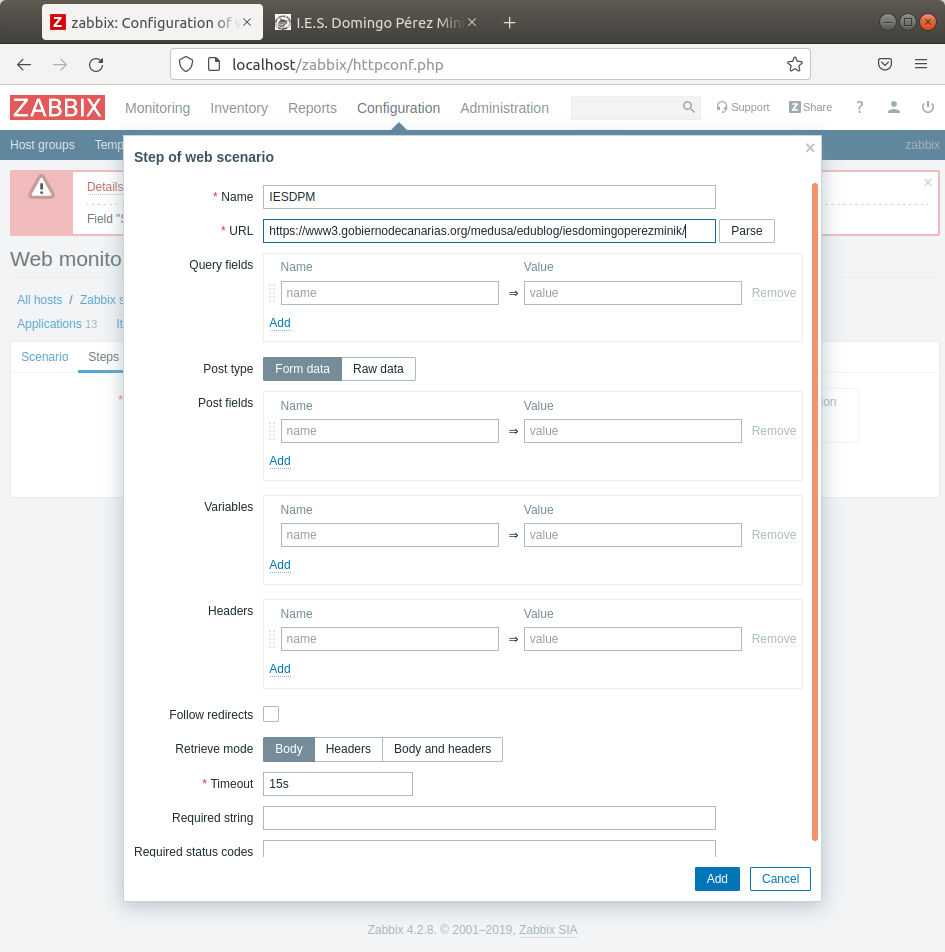 zabbix: Configuration of
I.E.S. Domingo Pérez Min
localhost/zabbix/httpconf.php
ZABBIX Monitoring Inventory Reports Configuration Administration Support Z Share ?
Host groups Temp zabbix
Step of web scenario
Details
* Name IESDPM
Field "S
* URL https://www3.gobiernodecanarias.org/medusa/edublog/iesdomingoperezminik/ Parse
Web monito
Query fields Name Value
name ⇒ value Remove
All hosts / Zabbix s
Applications 13 It
Add
Scenario Steps
Post type Form data Raw data
*
Post fields Name Value
ion
name ⇒ value Remove
Add
Variables Name Value
name ⇒ value Remove
Add
Headers Name Value
name ⇒ value Remove
Add
Follow redirects
Retrieve mode Body Headers Body and headers
* Timeout 15s
Required string
Required status codes
Add Cancel
Zabbix 4.2.8. © 2001–2019, Zabbix SIA